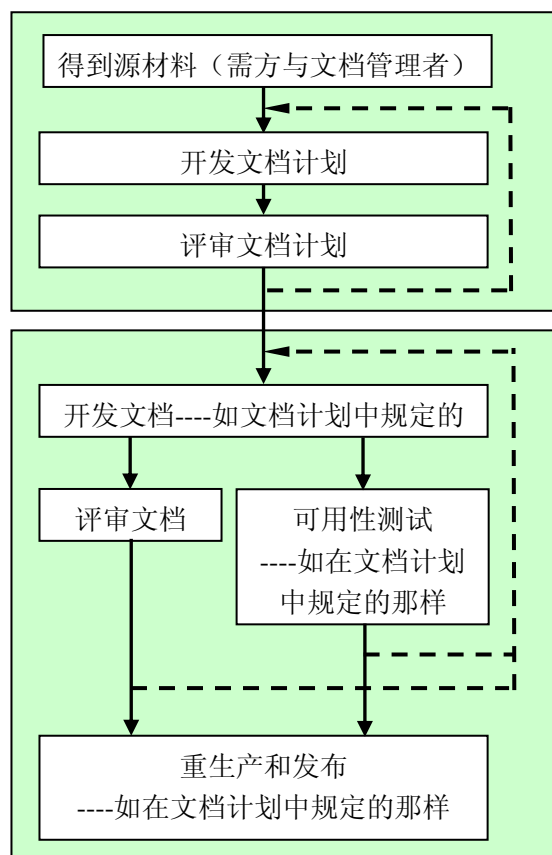 得到源材料（需方与文档管理者）
开发文档计划
评审文档计划
开发文档----如文档计划中规定的
评审文档
可用性测试
----如在文档计划
中规定的那样
重生产和发布
----如在文档计划中规定的那样